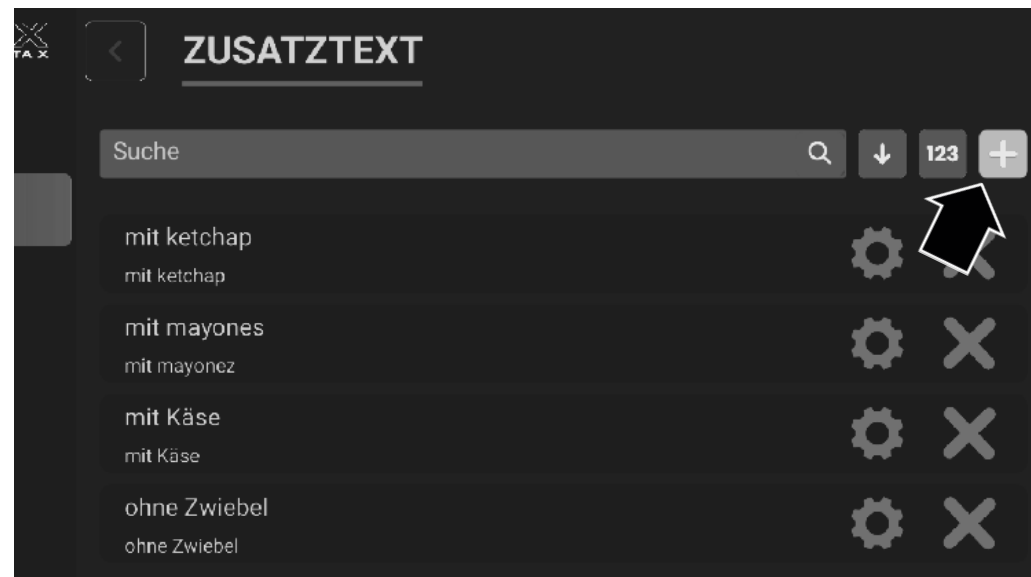 TA X
ZUSATZTEXT
Suche
123
mit ketchap
mit ketchap
mit mayones
mit mayonez
mit Käse
mit Käse
ohne Zwiebel
ohne Zwiebel